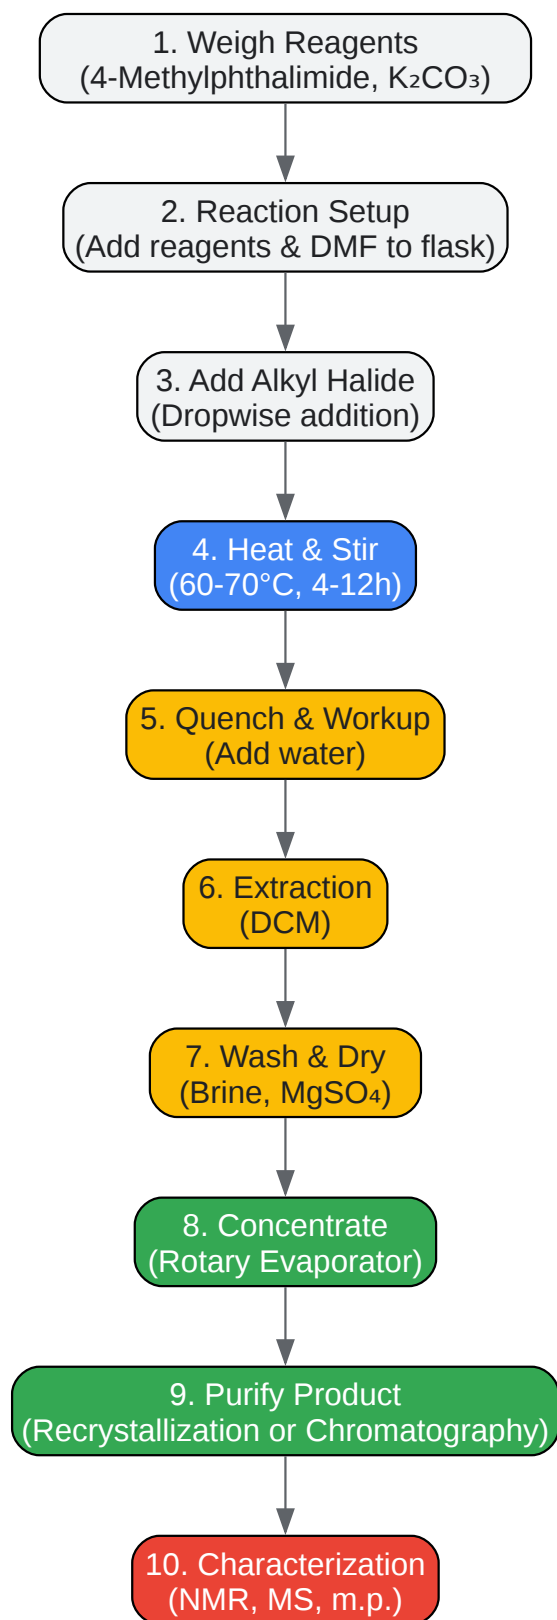 1. Weigh Reagents
(4-Methylphthalimide, K₂CO₃)
2. Reaction Setup
(Add reagents & DMF to flask)
3. Add Alkyl Halide
(Dropwise addition)
4. Heat & Stir
(60-70°C, 4-12h)
5. Quench & Workup
(Add water)
6. Extraction
(DCM)
7. Wash & Dry
(Brine, MgSO₄)
8. Concentrate
(Rotary Evaporator)
9. Purify Product
(Recrystallization or Chromatography)
10. Characterization
(NMR, MS, m.p.)